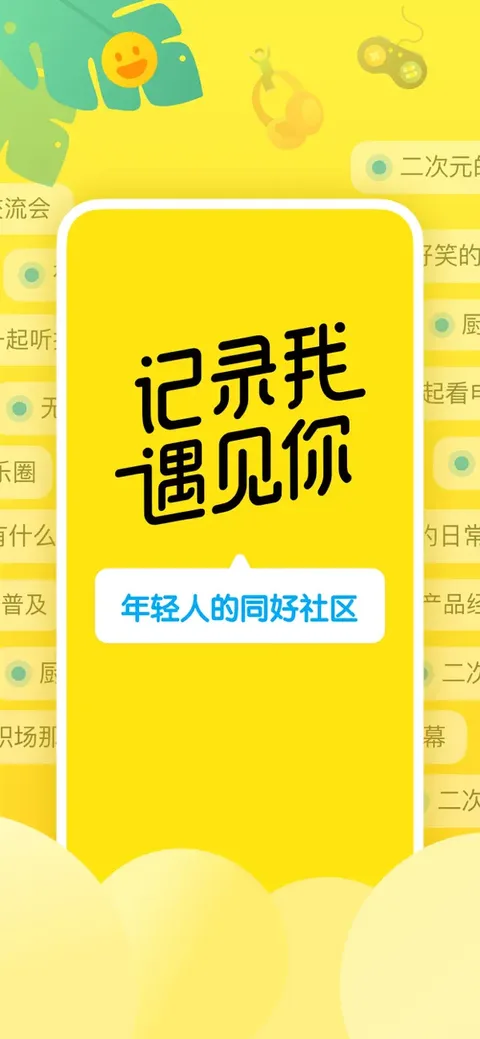 二次元的
交流会
好笑的
厨
一起听
起看电
记录我
遇见你
无
乐圈
有什么
的日常
年轻人的同好社区
普及
产品经
厨
二次
职场那
幕
二次